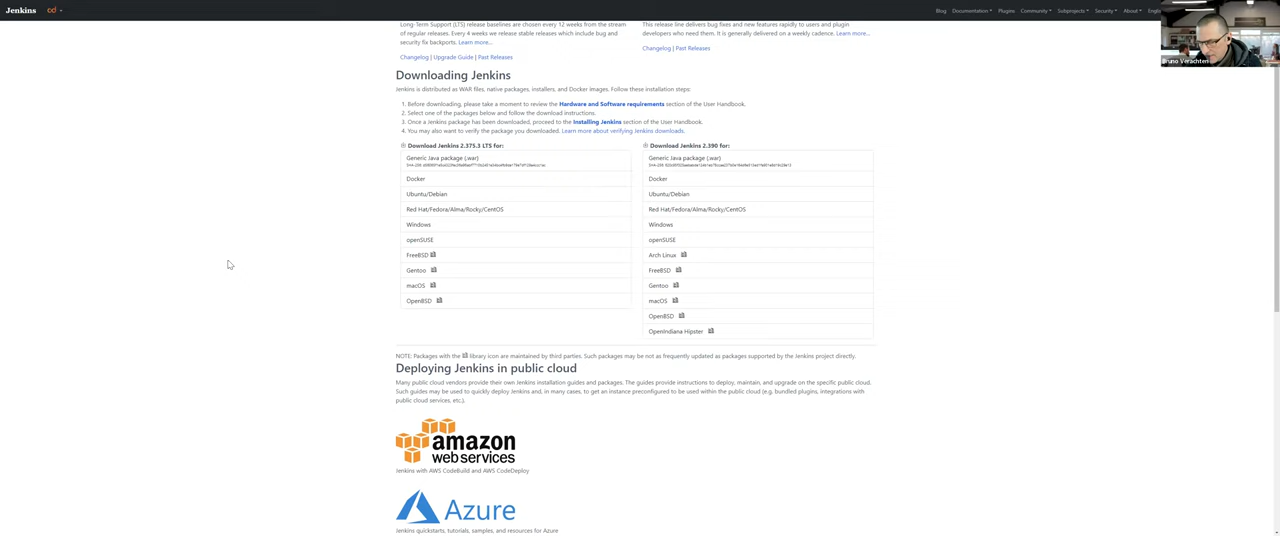 Jenkins
cd
Blog Documentation Plugins Community Subprojects Security About English
Bruno Verachten
Long-Term Support (LTS) release baselines are chosen every 12 weeks from the stream
of regular releases. Every 4 weeks we release stable releases which include bug and
security fix backports. Learn more...
Changelog | Upgrade Guide | Past Releases
This release line delivers bug fixes and new features rapidly to users and plugin
developers who need them. It is generally delivered on a weekly cadence. Learn more...
Changelog | Past Releases
Downloading Jenkins
Jenkins is distributed as WAR files, native packages, installers, and Docker images. Follow these installation steps:
1. Before downloading, please take a moment to review the Hardware and Software requirements section of the User Handbook.
2. Select one of the packages below and follow the download instructions.
3. Once a Jenkins package has been downloaded, proceed to the Installing Jenkins section of the User Handbook.
4. You may also want to verify the package you downloaded. Learn more about verifying Jenkins downloads.
Download Jenkins 2.375.3 LTS for:
Generic Java package (.war)
Docker
Ubuntu/Debian
Red Hat/Fedora/Alma/Rocky/CentOS
Windows
openSUSE
FreeBSD
Gentoo
macOS
OpenBSD
Download Jenkins 2.390 for:
Generic Java package (.war)
Docker
Ubuntu/Debian
Red Hat/Fedora/Alma/Rocky/CentOS
Windows
openSUSE
Arch Linux
FreeBSD
Gentoo
macOS
OpenBSD
OpenIndiana Hipster
NOTE: Packages with the library icon are maintained by third parties. Such packages may be not as frequently updated as packages supported by the Jenkins project directly.
Deploying Jenkins in public cloud
Many public cloud vendors provide their own Jenkins installation guides and packages. The guides provide instructions to deploy, maintain, and upgrade on the specific public cloud.
Such guides may be used to quickly deploy Jenkins and, in many cases, to get an instance preconfigured to be used within the public cloud (e.g. bundled plugins, integrations with
public cloud services, etc.).
amazon
web services
Jenkins with AWS CodeBuild and AWS CodeDeploy
Azure
Jenkins quickstarts, tutorials, samples, and resources for Azure